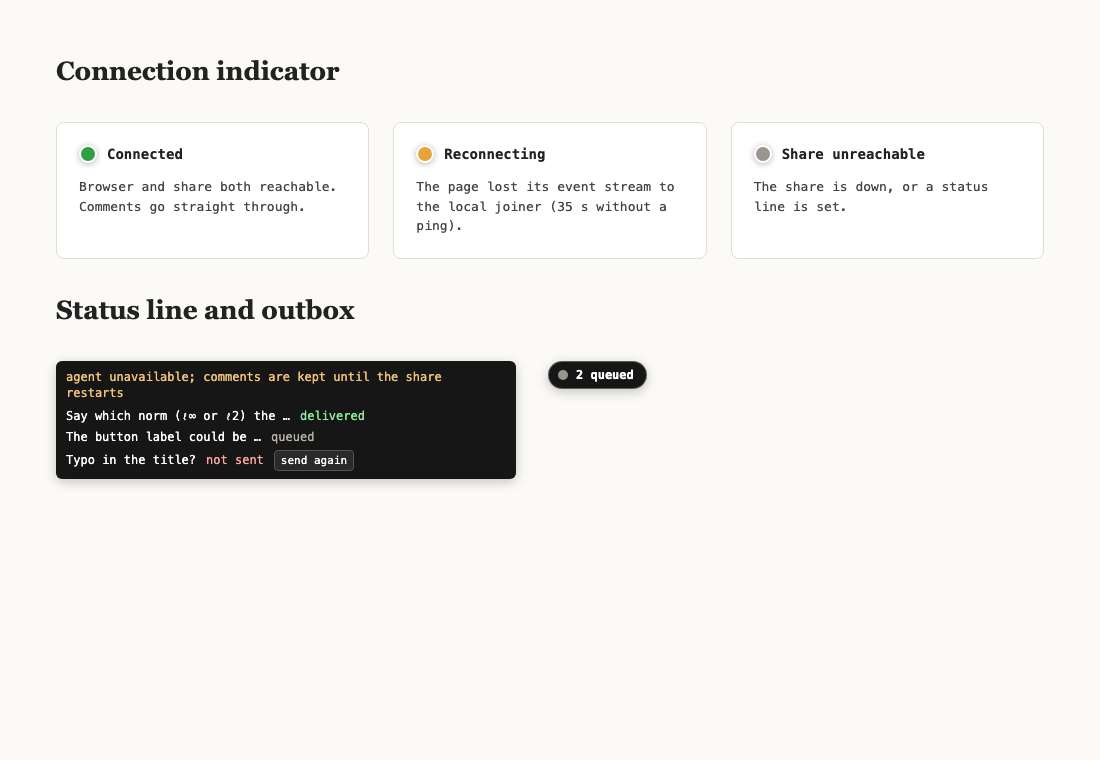 Connection indicator
Connected
Browser and share both reachable.
Comments go straight through.
Reconnecting
The page lost its event stream to
the local joiner (35 s without a
ping).
Share unreachable
The share is down, or a status
line is set.
Status line and outbox
agent unavailable; comments are kept until the share
restarts
Say which norm (ℓ∞ or ℓ2) the … delivered
The button label could be … queued
Typo in the title? not sent send again
2 queued